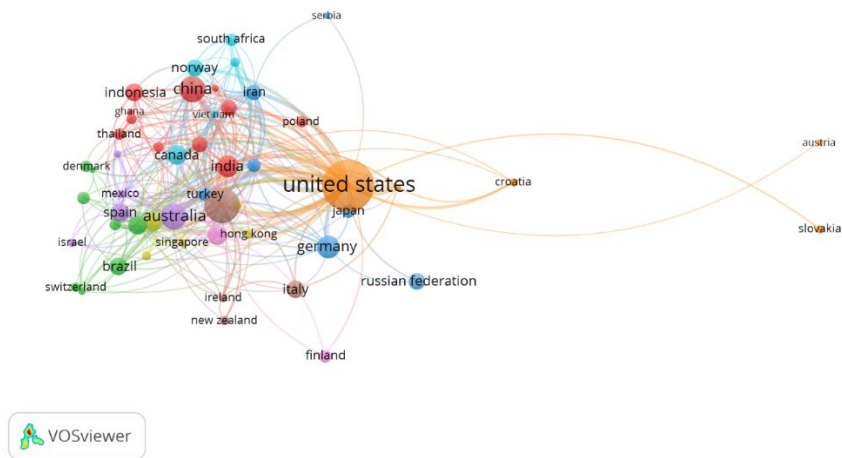 serbia
south africa
norway
iran
china
indonesia
ghana
viet nam
poland
thailand
austria
canada
india
denmark
united states
croatia
mexico
turkey
japan
spain
australia
slovakia
hong kong
israel
singapore
germany
brazil
russian federation
switzerland
italy
ireland
new zealand
finland
VOSviewer